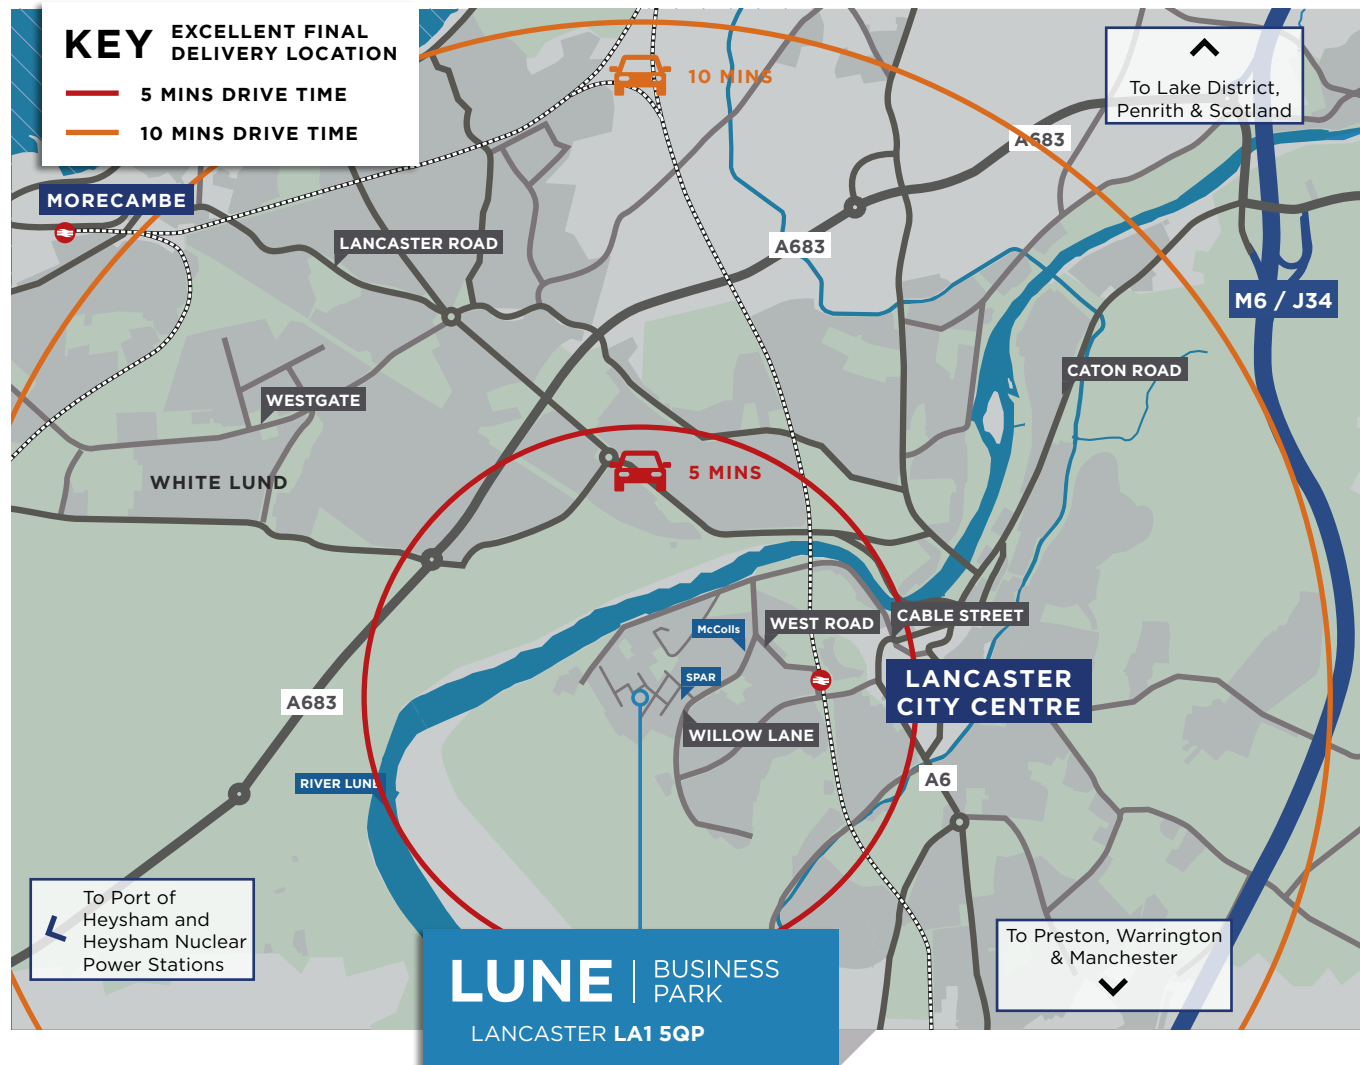 KEY
EXCELLENT FINAL
DELIVERY LOCATION
5 MINS DRIVE TIME
10 MINS DRIVE TIME
10 MINS
To Lake District,
Penrith & Scotland
A683
MORECAMBE
LANCASTER ROAD
A683
M6 / J34
CATON ROAD
WESTGATE
WHITE LUND
5 MINS
CABLE STREET
WEST ROAD
McColls
SPAR
LANCASTER
CITY CENTRE
A683
WILLOW LANE
RIVER LUNE
A6
To Port of
Heysham and
Heysham Nuclear
Power Stations
To Preston, Warrington
& Manchester
LUNE
BUSINESS
PARK
LANCASTER LA1 5QP